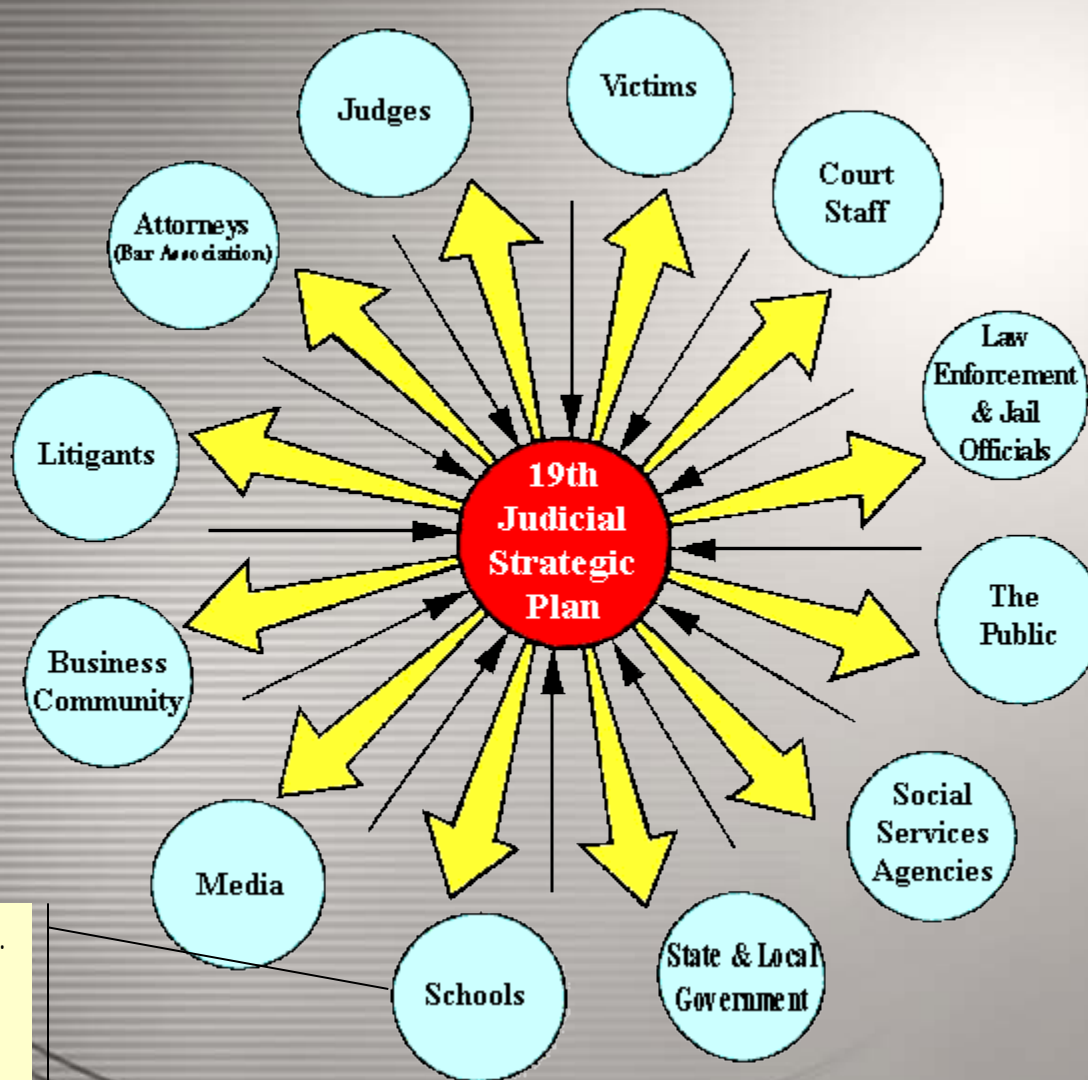 Judges
Victims
Court
Staff
Attorneys
(Bar Association)
Law
Enforcement
& Jail
Officials
Litigants
19th
Judicial
Strategic
Plan
The
Public
Business
Community
Social
Services
Agencies
Media
State & Local
Government
Schools
.